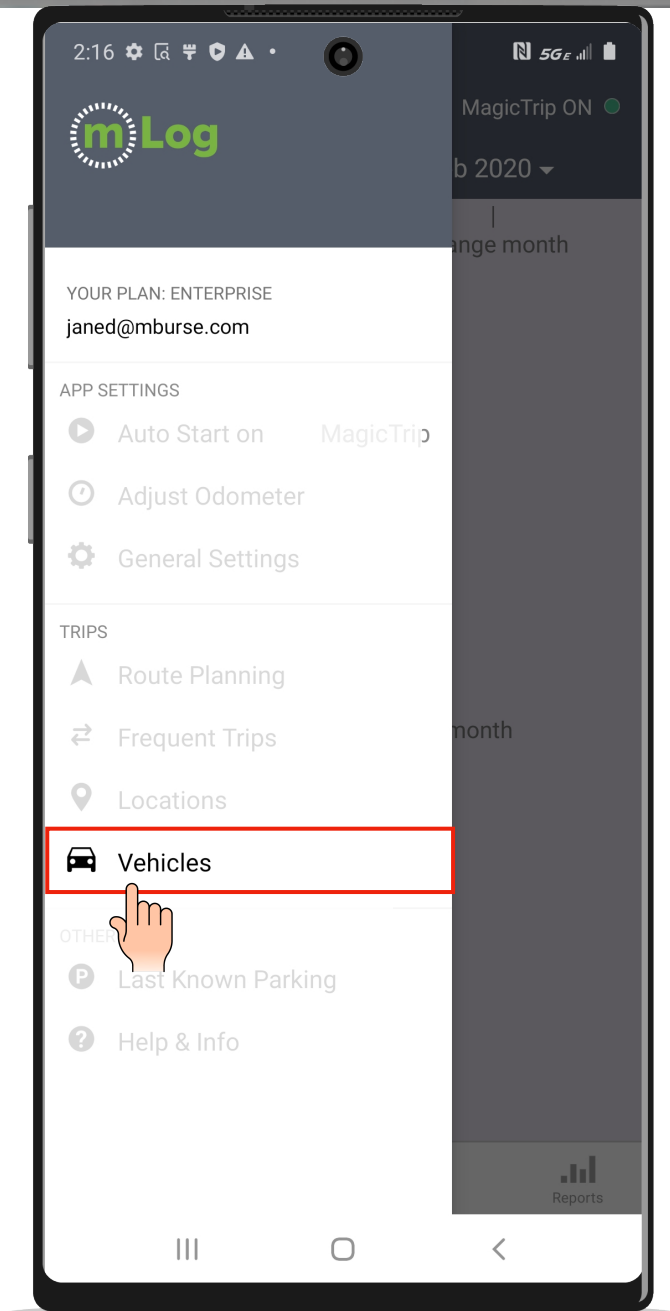 2:16
5G E
mLog
MagicTrip ON
b 2020
ange month
YOUR PLAN: ENTERPRISE
janed@mburse.com
APP SETTINGS
Auto Start on MagicTrip
Adjust Odometer
General Settings
TRIPS
Route Planning
Frequent Trips
month
Locations
Vehicles
OTHER
P Last Known Parking
? Help & Info
Reports